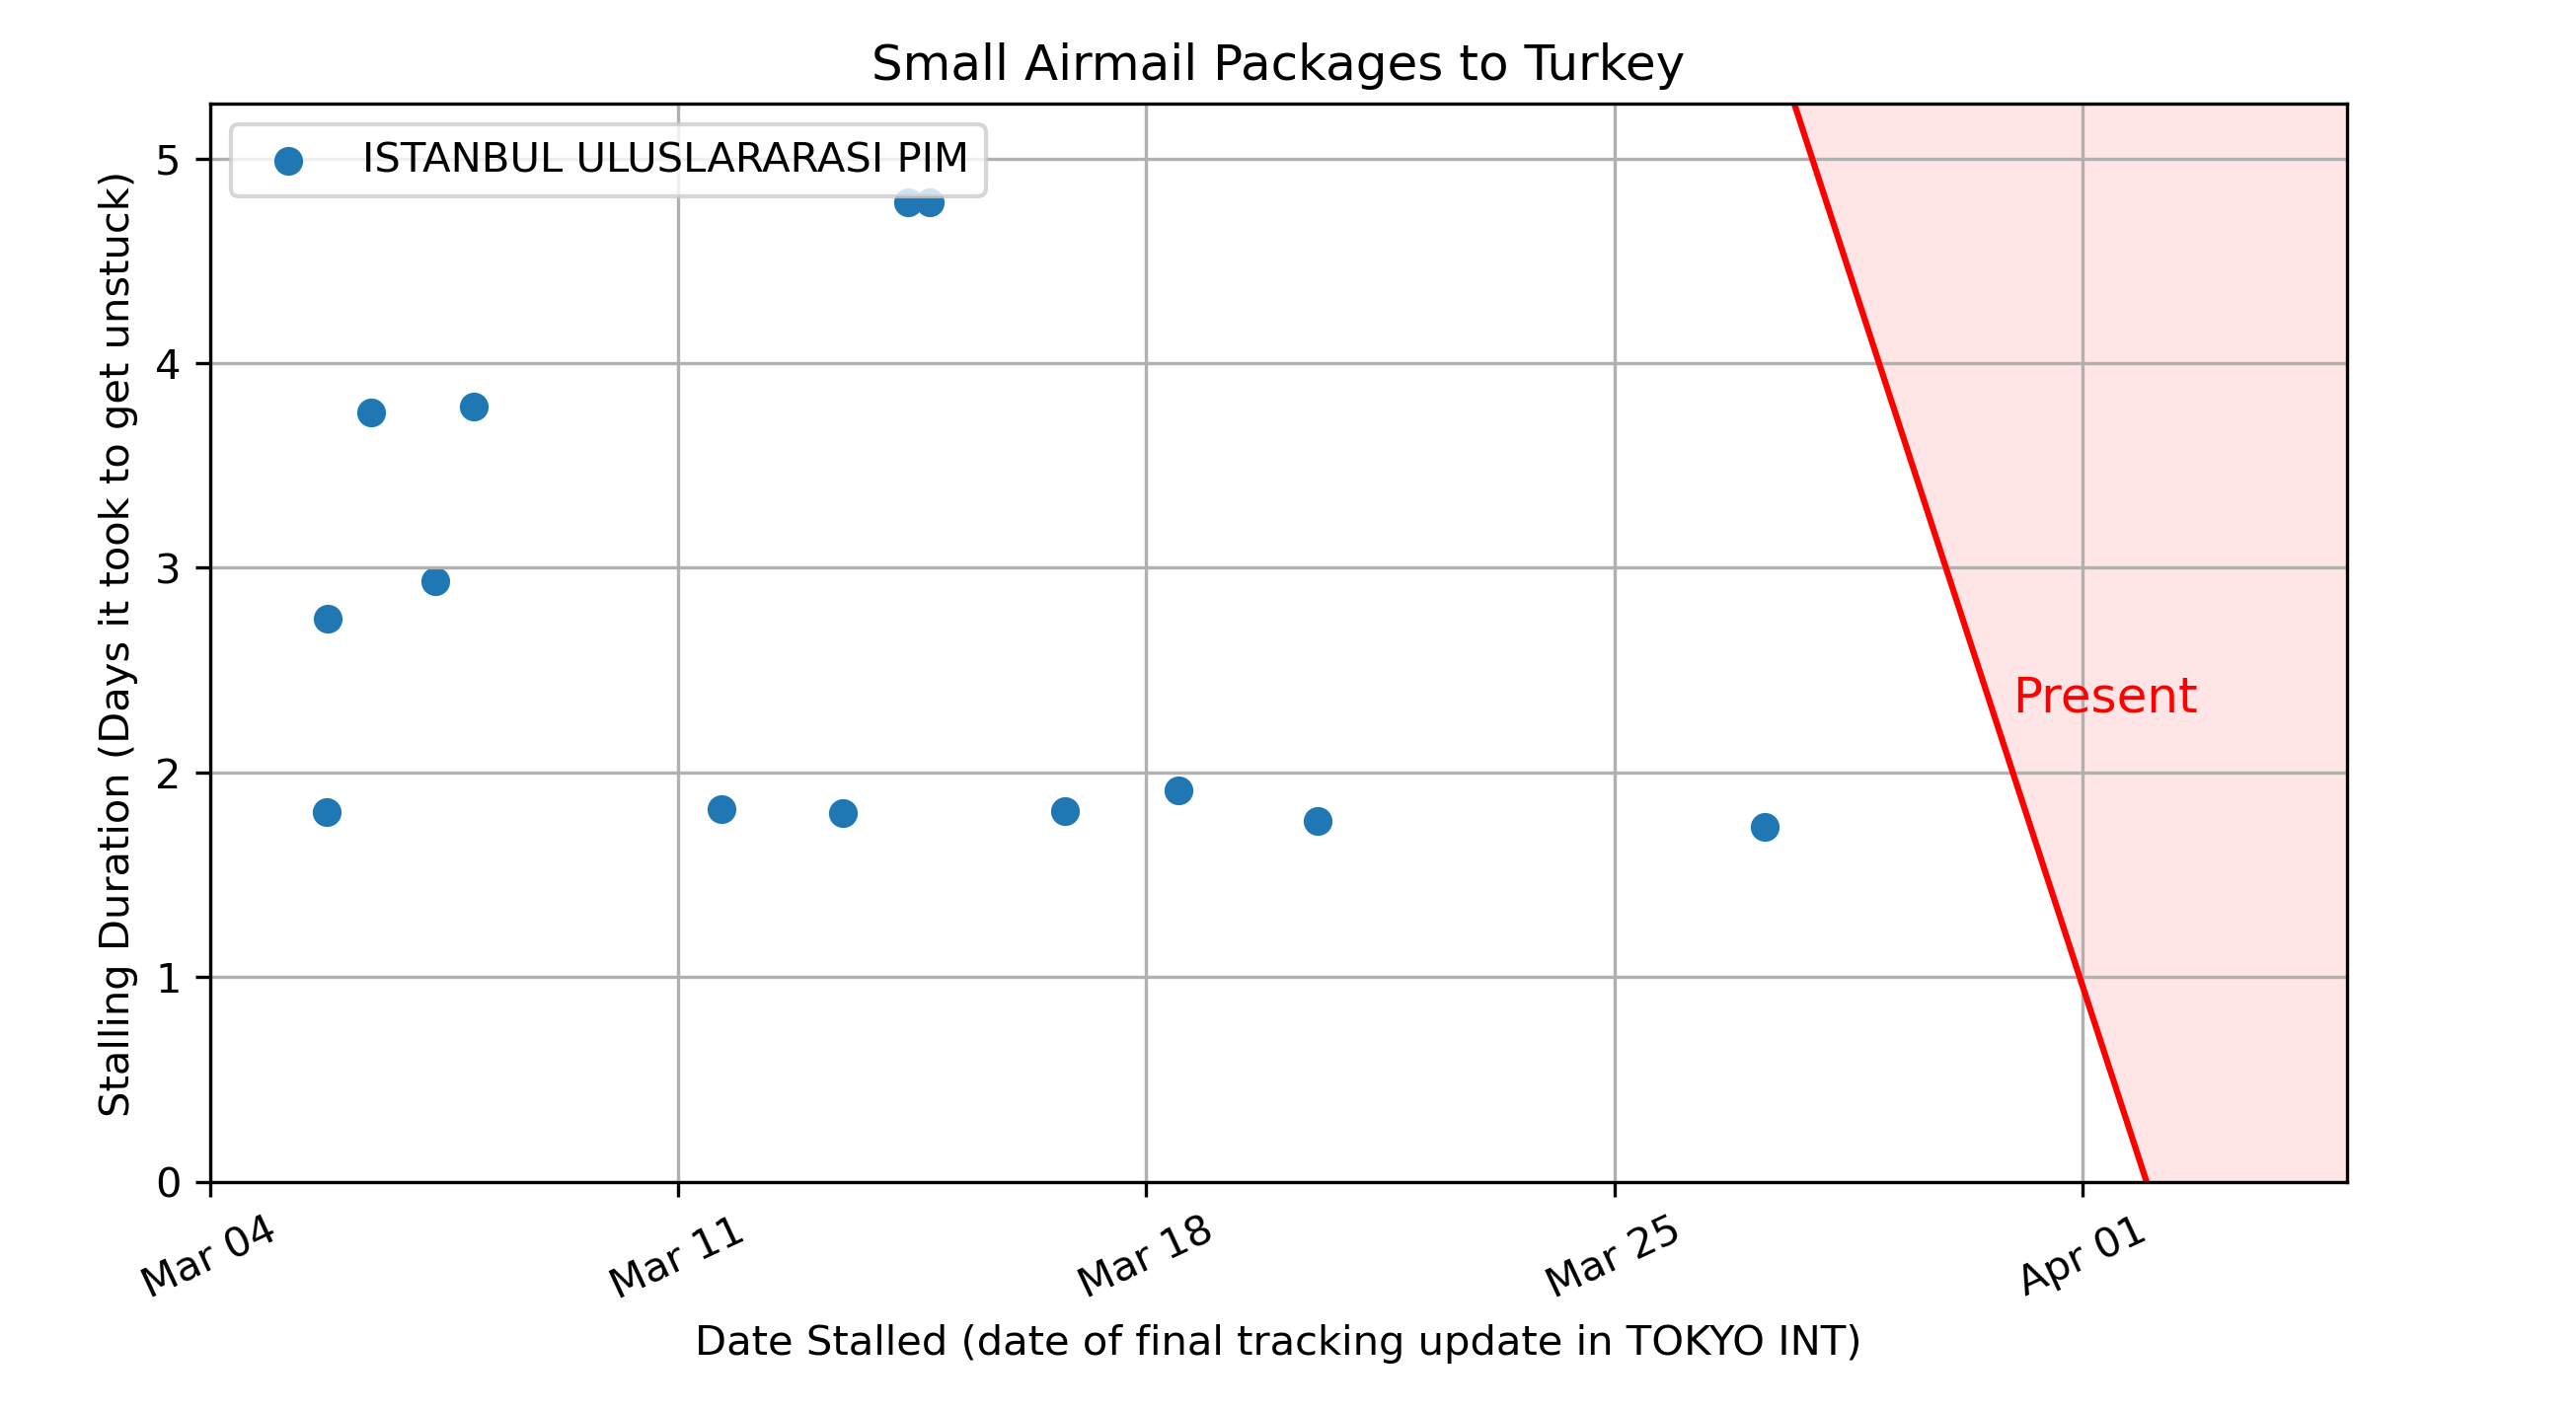 Small Airmail Packages to Turkey
ISTANBUL ULUSLARARASI PIM
Stalling Duration (Days it took to get unstuck)
5
4
3
2
1
0
Present
Mar 04
Mar 11
Mar 18
Mar 25
Apr 01
Date Stalled (date of final tracking update in TOKYO INT)